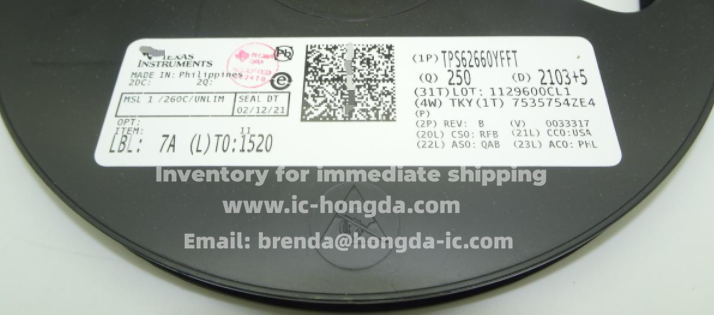 TEXAS
INSTRUMENTS
MADE IN: Philippines
2DC: 2Q:
MSL 1 /260C/UNLIM
SEAL DT
02/12/21
OPT:
ITEM:
11
LBL: 7A (L)TO:1520
Pb
e
(1P) TPS62660YFFT
(Q) 250 (D) 2103+5
(31T)LOT: 1129600CL1
(4W) TKY(1T) 7535754ZE4
(P)
(2P) REV: B (V) 0033317
(20L) CSO: RFB (21L) CCO:USA
(22L) ASO: QAB (23L) ACO: PHL
Inventory for immediate shipping
www.ic-hongda.com
Email: brenda@hongda-ic.com